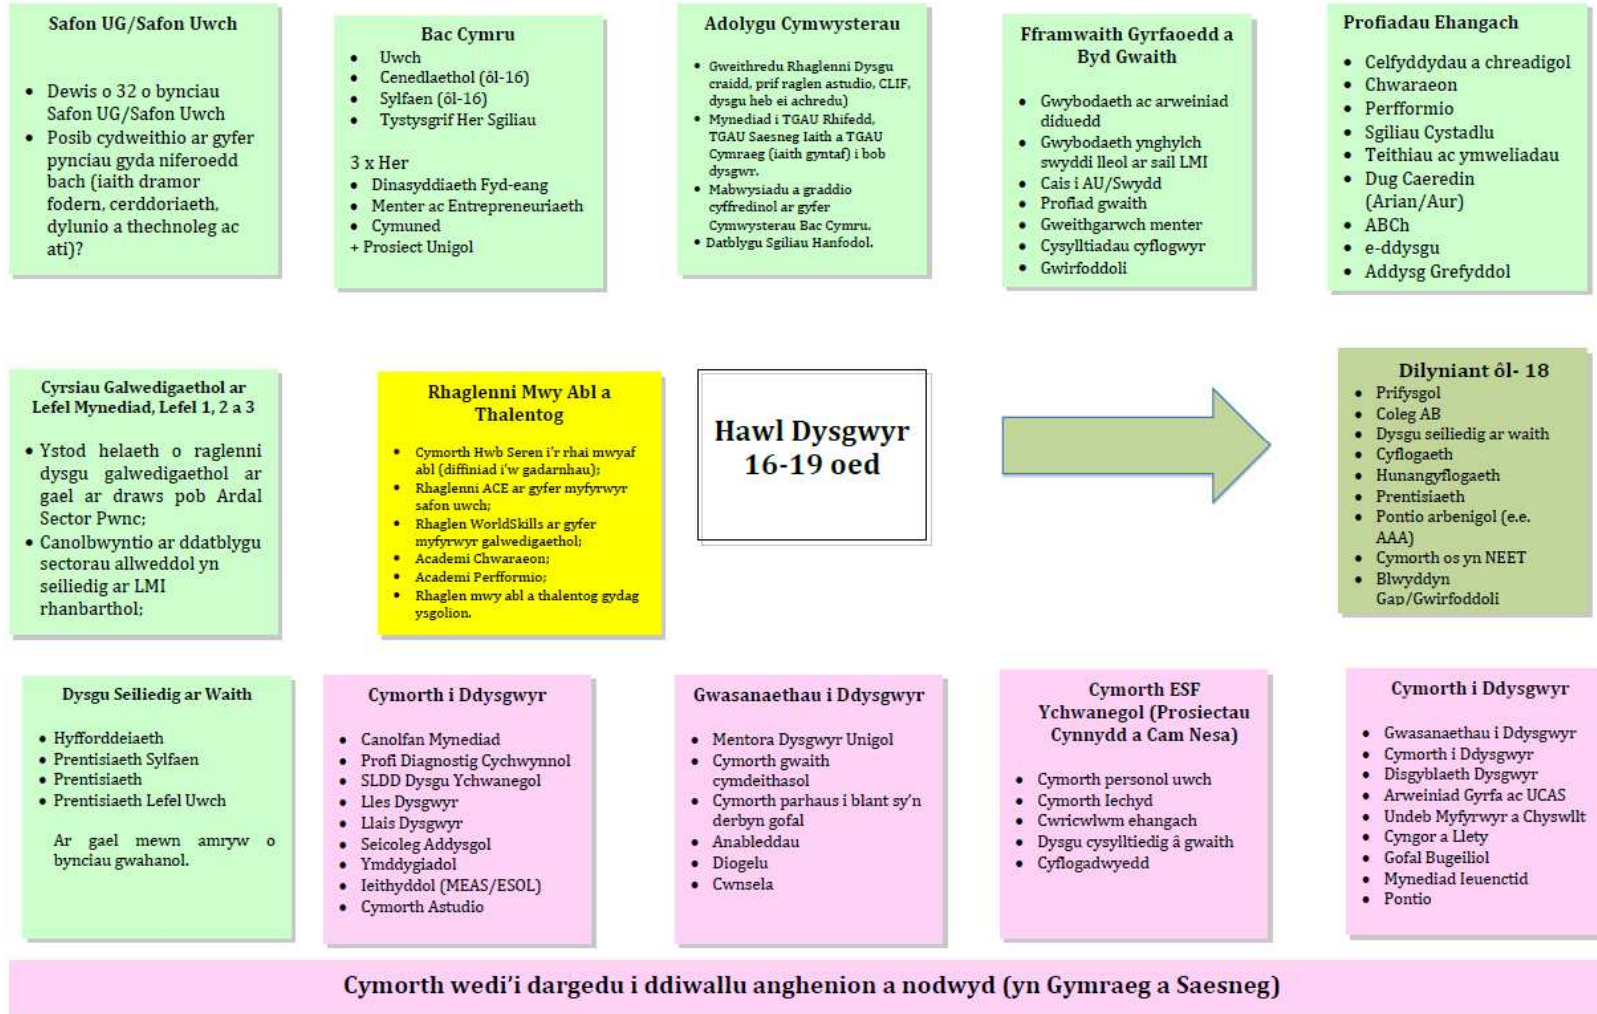 Safon UG/Safon Uwch
• Dewis o 32 o bynciau
Safon UG/Safon Uwch
• Posib cydweithio ar gyfer
pynciau gyda niferoedd
bach (iaith dramor
fodern, cerddoriaeth,
dylunio a thechnoleg ac
ati)?
Bac Cymru
• Uwch
• Cenedlaethol (ôl-16)
• Sylfaen (ôl-16)
• Tystysgrif Her Sgiliau
3 x Her
• Dinasyddiaeth Fyd-eang
• Menter ac Entrepreneuriaeth
• Cymuned
+ Prosiect Unigol
Adolygu Cymwysterau
• Gweithredu Rhaglenni Dysgu
craidd, prif raglen astudio, CLIF,
dysgu heb ei achredu)
• Mynediad i TGAU Rhifedd,
TGAU Saesneg Iaith a TGAU
Cymraeg (iaith gyntaf) i bob
dysgwr.
• Mabwysiadu a graddio
cyffredinol ar gyfer
Cymwysterau Bac Cymru.
• Datblygu Sgiliau Hanfodol.
Fframwaith Gyrfaoedd a
Byd Gwaith
• Gwybodaeth ac arweiniad
diduedd
• Gwybodaeth ynghylch
swyddi lleol ar sail LMI
• Cais i AU/Swydd
• Profiad gwaith
• Gweithgarwch menter
• Cysylltiadau cyflogwyr
• Gwirfoddoli
Profiadau Ehangach
• Celfyddydau a chreadigol
• Chwaraeon
• Perfformio
• Sgiliau Cystadlu
• Teithiau ac ymweliadau
• Dug Caeredin
(Arian/Aur)
• ABCh
• e-ddysgu
• Addysg Grefyddol
Cyrsiau Galwedigaethol ar
Lefel Mynediad, Lefel 1, 2 a 3
• Ystod helaeth o raglenni
dysgu galwedigaethol ar
gael ar draws pob Ardal
Sector Pwnc;
• Canolbwyntio ar ddatblygu
sectorau allweddol yn
seiliedig ar LMI
rhanbarthol;
Rhaglenni Mwy Abl a
Thalentog
• Cymorth Hwb Seren i'r rhai mwyaf
abl (diffiniad i'w gadarnhau);
• Rhaglenni ACE ar gyfer myfyrwyr
safon uwch;
• Rhaglen WorldSkills ar gyfer
myfyrwyr galwedigaethol;
• Academi Chwaraeon;
• Academi Perfformio;
• Rhaglen mwy abl a thalentog gydag
ysgolion.
Hawl Dysgwyr
16-19 oed
Dilyniant ôl- 18
• Prifysgol
• Coleg AB
• Dysgu seiliedig ar waith
• Cyflogaeth
• Hunangyflogaeth
• Prentisiaeth
• Pontio arbenigol (e.e.
AAA)
• Cymorth os yn NEET
• Blwyddyn
Gap/Gwirfoddoli
Dysgu Seiliedig ar Waith
• Hyfforddeiaeth
• Prentisiaeth Sylfaen
• Prentisiaeth
• Prentisiaeth Lefel Uwch
Ar gael mewn amryw o
bynciau gwahanol.
Cymorth i Ddysgwyr
• Canolfan Mynediad
• Profi Diagnostig Cychwynnol
• SLDD Dysgu Ychwanegol
• Lles Dysgwyr
• Llais Dysgwyr
• Seicoleg Addysgol
• Ymddygiadol
• Ieithyddol (MEAS/ESOL)
• Cymorth Astudio
Gwasanaethau i Ddysgwyr
• Mentora Dysgwyr Unigol
• Cymorth gwaith
cymdeithasol
• Cymorth parhaus i blant sy'n
derbyn gofal
• Anableddau
• Diogelu
• Cwnsela
Cymorth ESF
Ychwanegol (Prosiectau
Cynnydd a Cam Nesa)
• Cymorth personol uwch
• Cymorth Iechyd
• Cwricwlwm ehangach
• Dysgu cysylltiedig â gwaith
• Cyflogadwyedd
Cymorth i Ddysgwyr
• Gwasanaethau i Ddysgwyr
• Cymorth i Ddysgwyr
• Disgyblaeth Dysgwyr
• Arweiniad Gyrfa ac UCAS
• Undeb Myfyrwyr a Chyswllt
• Cyngor a Llety
• Gofal Bugeiliol
• Mynediad Ieuenctid
• Pontio
Cymorth wedi'i dargedu i ddiwallu anghenion a nodwyd (yn Gymraeg a Saesneg)